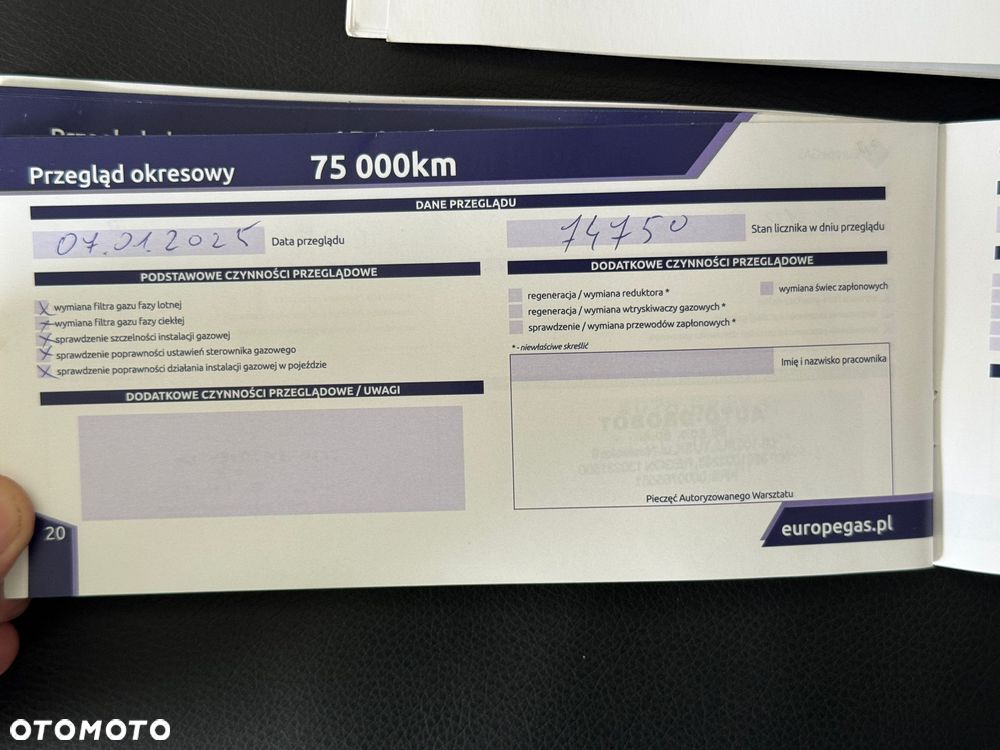 Przegląd okresowy 75 000km
DANE PRZEGLĄDU
07.01.2025 Data przeglądu
74750 Stan licznika w dniu przeglądu
PODSTAWOWE CZYNNOŚCI PRZEGLĄDOWE
x wymiana filtra gazu fazy lotnej
x wymiana filtra gazu fazy ciekłej
x sprawdzenie szczelności instalacji gazowej
x sprawdzenie poprawności ustawień sterownika gazowego
x sprawdzenie poprawności działania instalacji gazowej w pojeździe
DODATKOWE CZYNNOŚCI PRZEGLĄDOWE / UWAGI
DODATKOWE CZYNNOŚCI PRZEGLĄDOWE
regeneracja / wymiana reduktora *
wymiana świec zapłonowych
regeneracja / wymiana wtryskiwaczy gazowych *
sprawdzenie / wymiana przewodów zapłonowych *
* - niewłaściwe skreślić
Imię i nazwisko pracownika
Pieczęć Autoryzowanego Warsztatu
20
europegas.pl
OTOMOTO